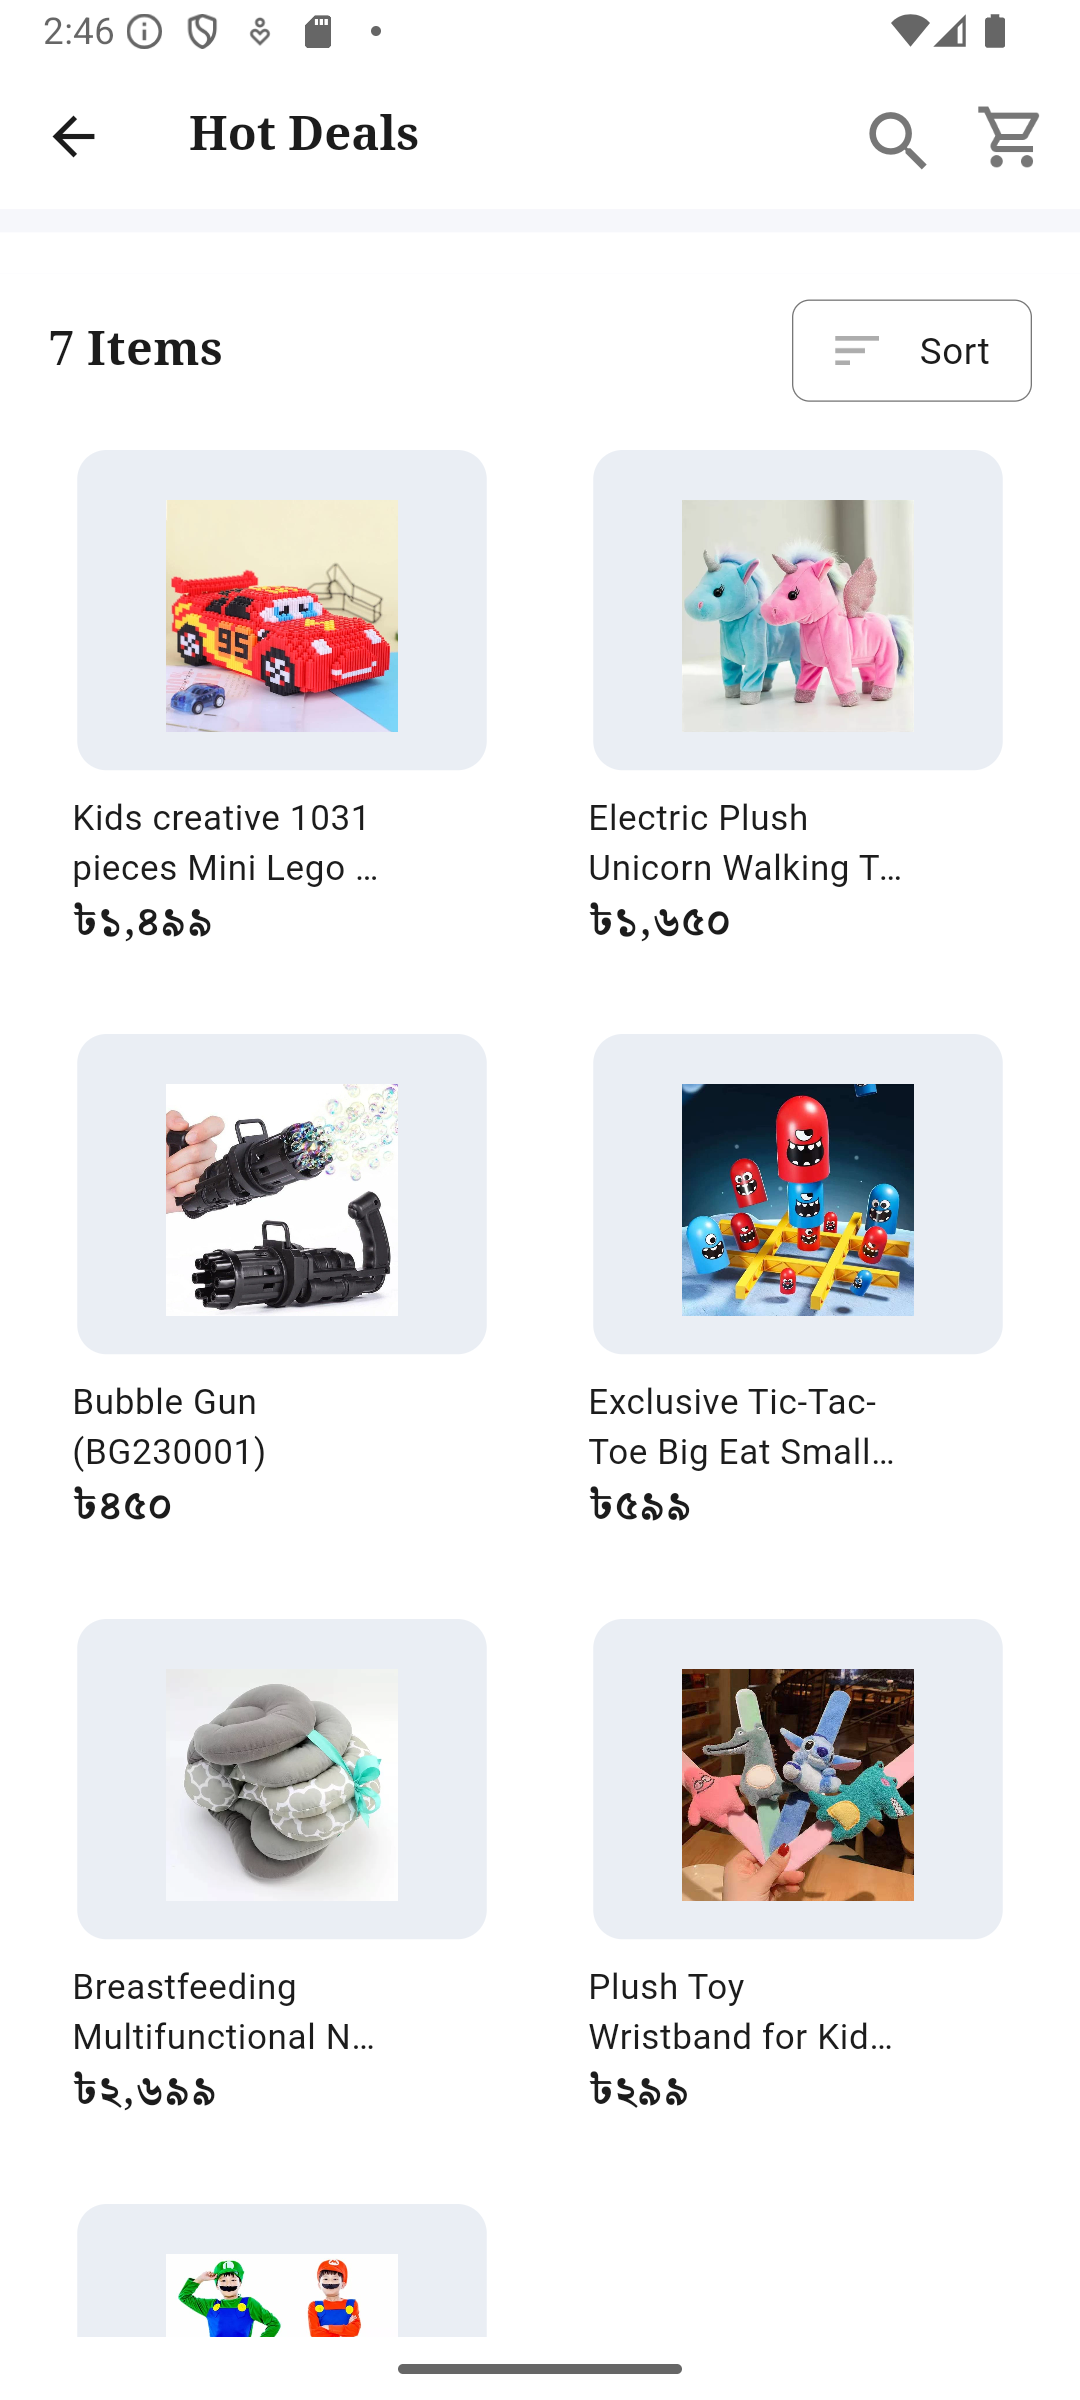 2:46
Hot Deals
7 Items
Sort
95
Kids creative 1031
pieces Mini Lego ...
৳১,৪৯৯
Electric Plush
Unicorn Walking T...
৳১,৬৫০
Bubble Gun
(BG230001)
৳৪৫০
Exclusive Tic-Tac-
Toe Big Eat Small...
৳৫৯৯
Breastfeeding
Multifunctional N...
৳২,৬৯৯
Plush Toy
Wristband for Kid...
৳২৯৯